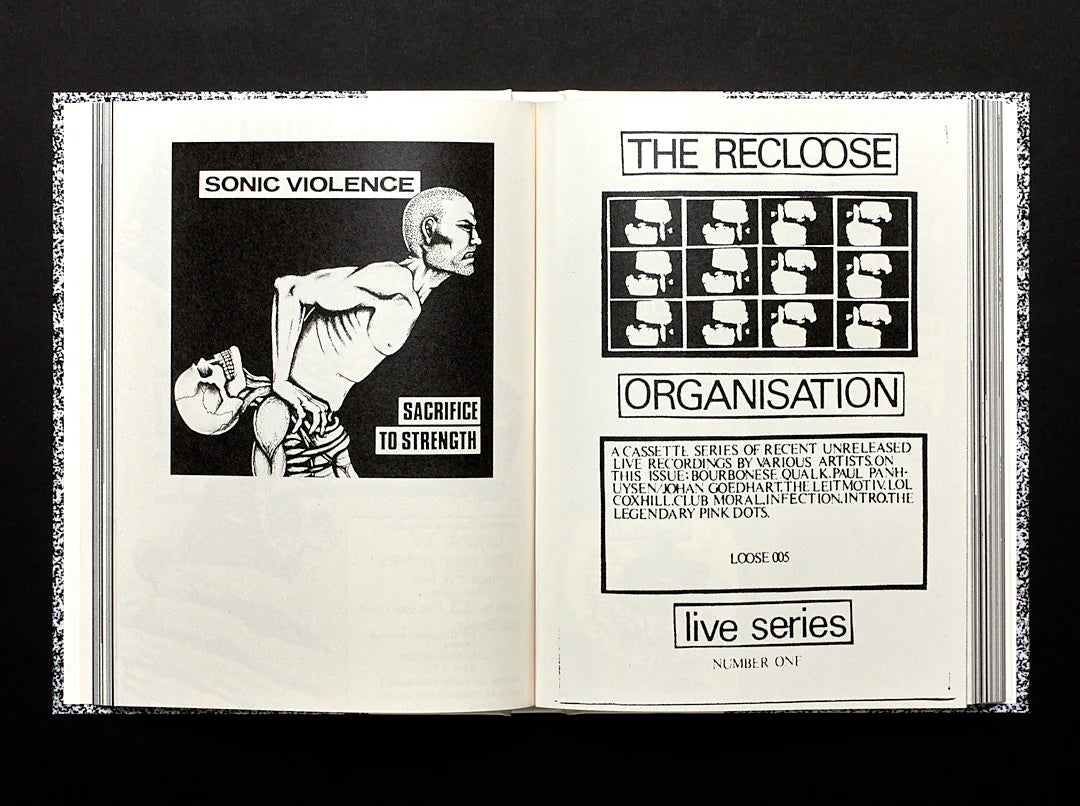 SONIC VIOLENCE
SACRIFICE
TO STRENGTH
THE RECLOOSE
ORGANISATION
A CASSETTE SERIES OF RECENT UNRELEASED
LIVE RECORDINGS BY VARIOUS ARTISTS.ON
THIS ISSUE:BOURBONESE QUALK.PAUL PANH-
UYSEN/JOHAN GOEDHART.THE LEITMOTIV.LOL
COXHILL.CLUB MORAL.INFECTION.INTRO.THE
LEGENDARY PINK DOTS.
LOOSE 005
live series
NUMBER ONE